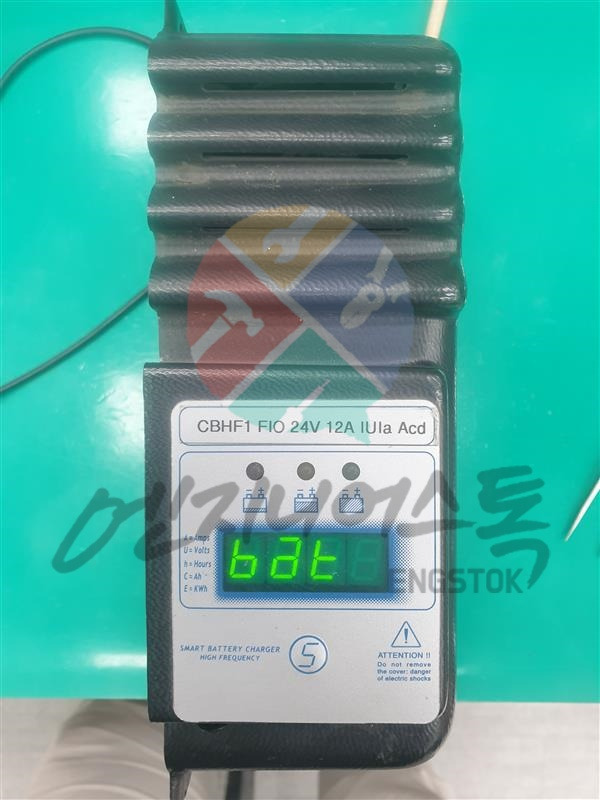 CBHF1 FIO 24V 12A IUIa Acd
A = Amps
U = Volts
h = Hours
C = Ah
E = KWh
bat
엔지니어스톡
ENGSTOK
SMART BATTERY CHARGER
HIGH FREQUENCY
S
ATTENTION !!
Do not remove
the cover: danger
of electric shocks